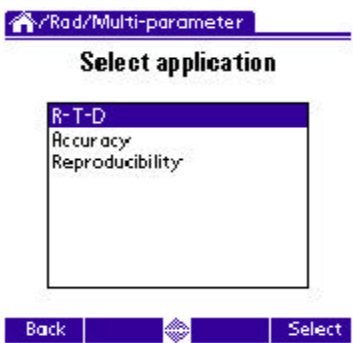 /Rad/Multi-parameter
Select application
R-T-D
Accuracy
Reproducibility
Back
Select